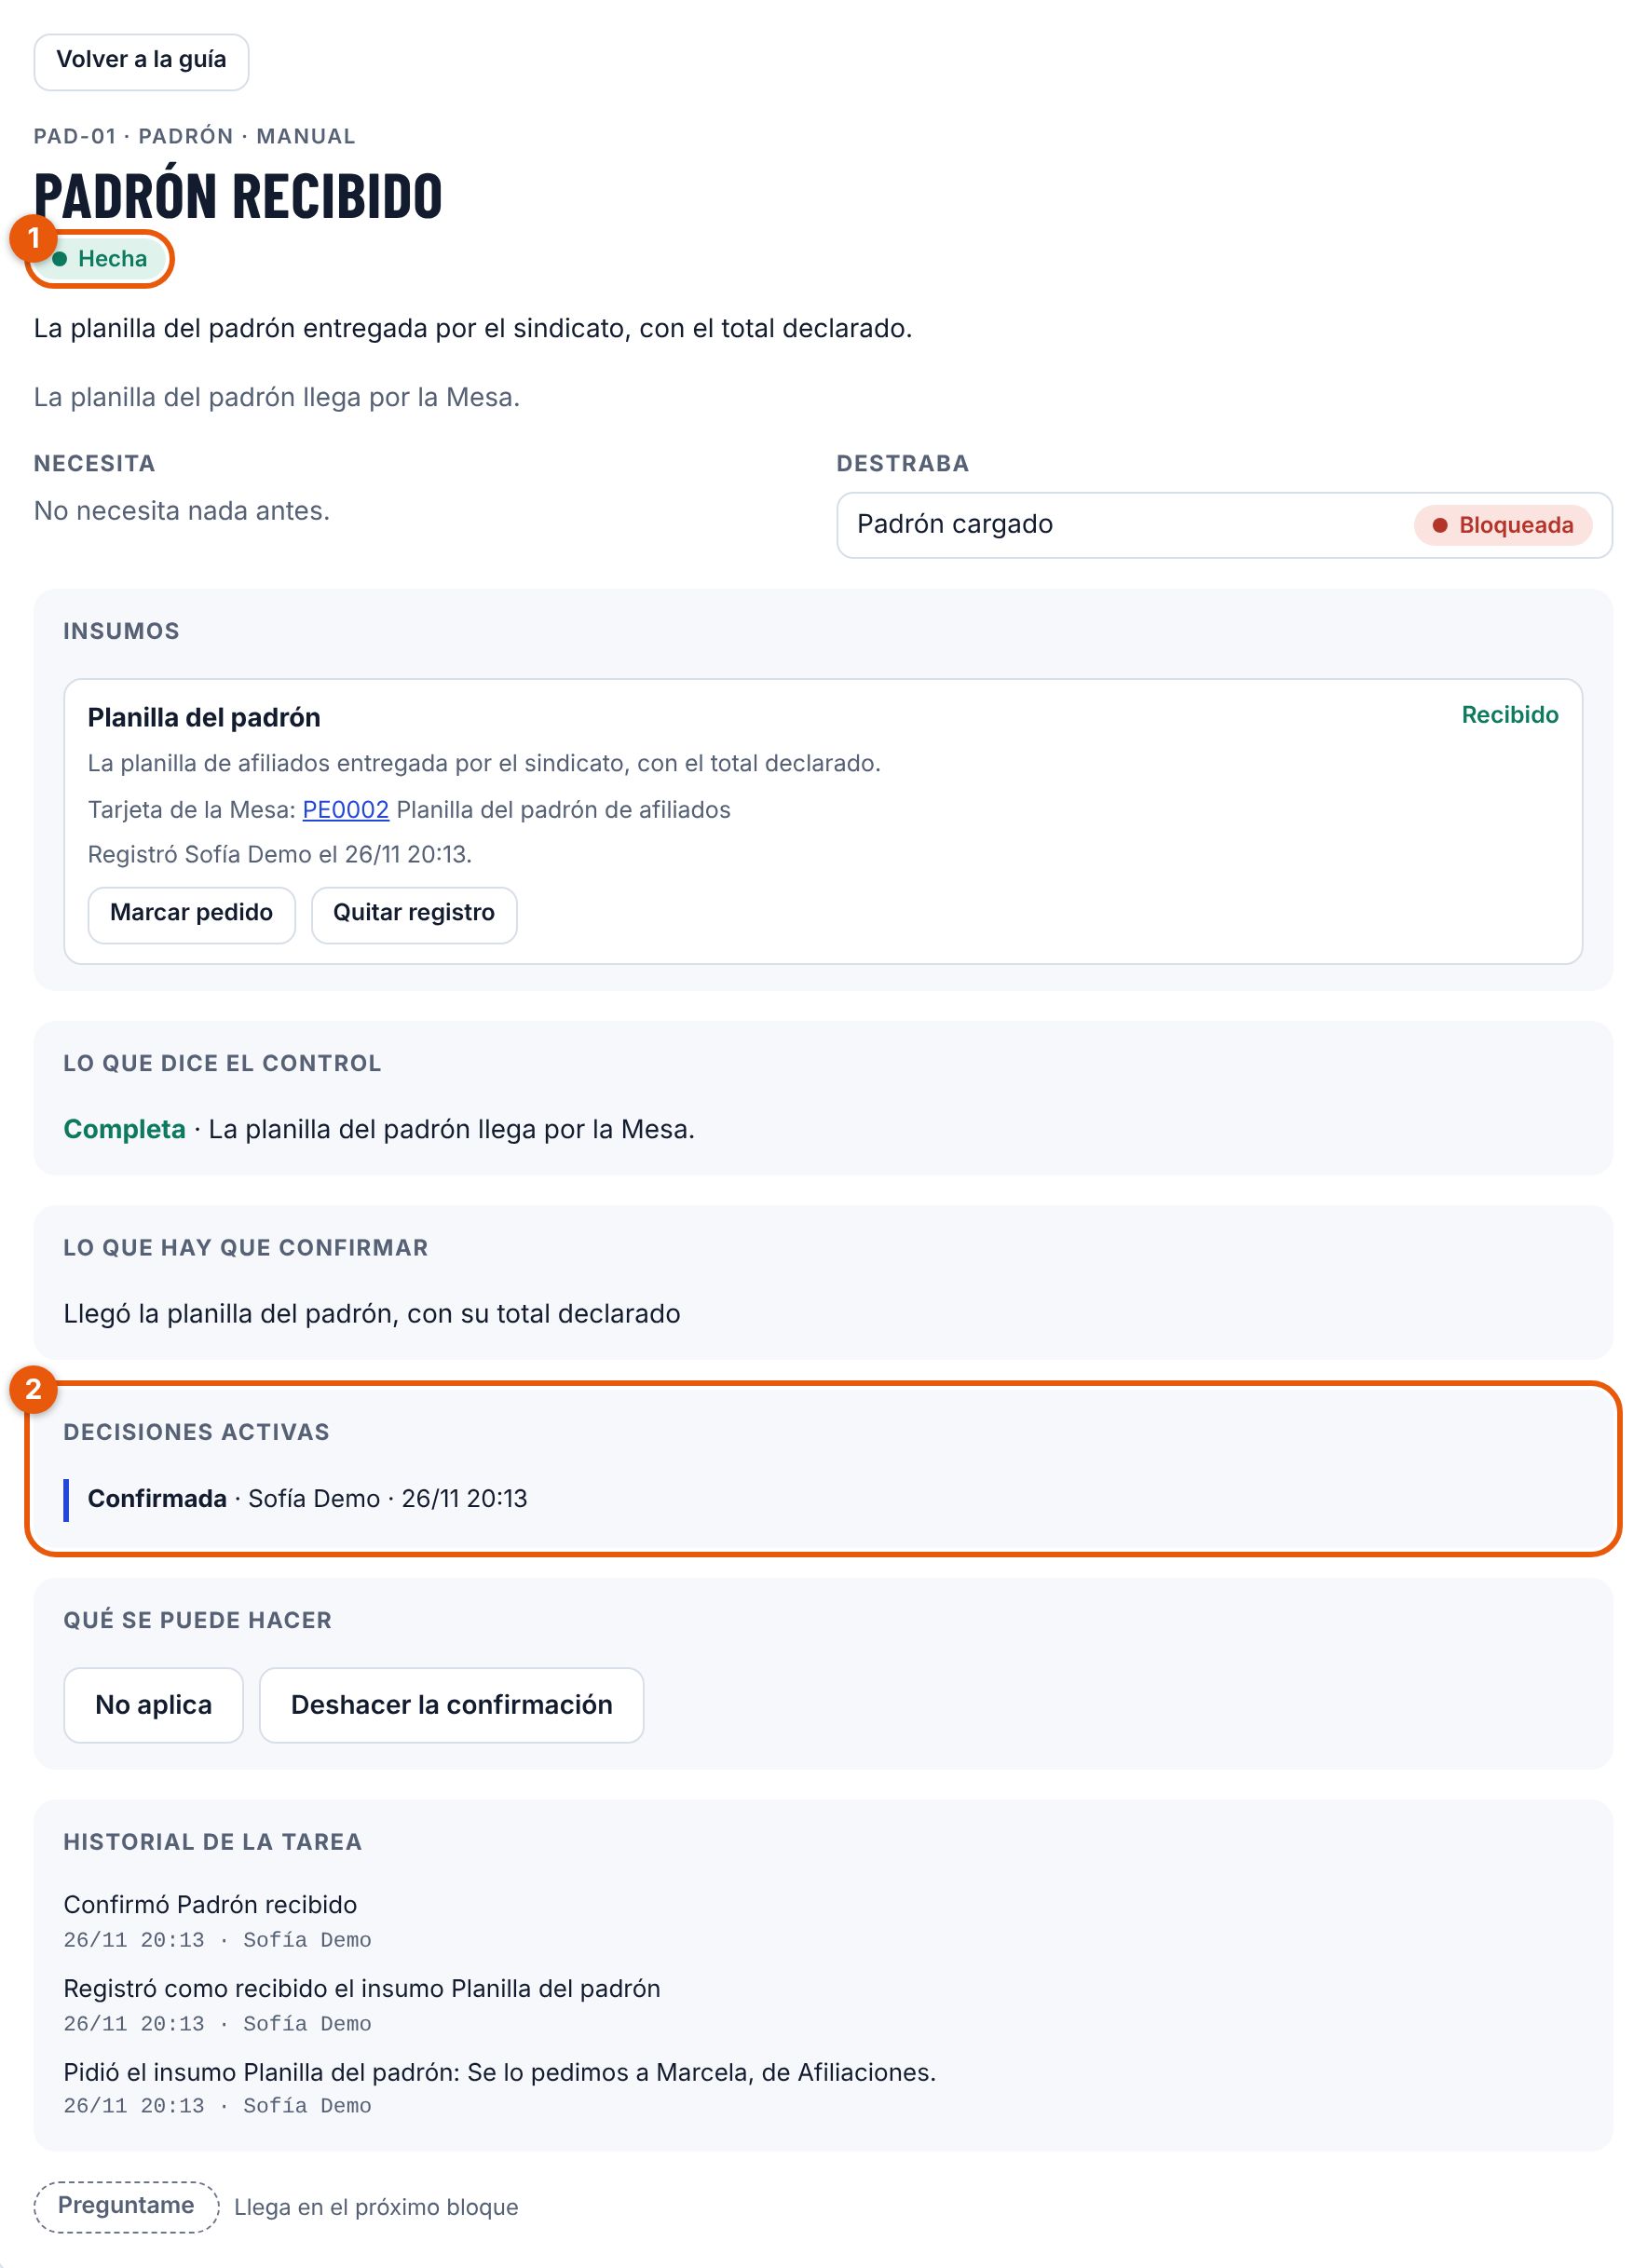 Volver a la guía
PAD-01 · PADRÓN · MANUAL
PADRÓN RECIBIDO
1
Hecha
La planilla del padrón entregada por el sindicato, con el total declarado.
La planilla del padrón llega por la Mesa.
NECESITA
No necesita nada antes.
DESTRABA
Padrón cargado
Bloqueada
INSUMOS
Planilla del padrón
Recibido
La planilla de afiliados entregada por el sindicato, con el total declarado.
Tarjeta de la Mesa: PE0002 Planilla del padrón de afiliados
Registró Sofía Demo el 26/11 20:13.
Marcar pedido
Quitar registro
LO QUE DICE EL CONTROL
Completa · La planilla del padrón llega por la Mesa.
LO QUE HAY QUE CONFIRMAR
Llegó la planilla del padrón, con su total declarado
2
DECISIONES ACTIVAS
Confirmada · Sofía Demo · 26/11 20:13
QUÉ SE PUEDE HACER
No aplica
Deshacer la confirmación
HISTORIAL DE LA TAREA
Confirmó Padrón recibido
26/11 20:13 · Sofía Demo
Registró como recibido el insumo Planilla del padrón
26/11 20:13 · Sofía Demo
Pidió el insumo Planilla del padrón: Se lo pedimos a Marcela, de Afiliaciones.
26/11 20:13 · Sofía Demo
Preguntame
Llega en el próximo bloque